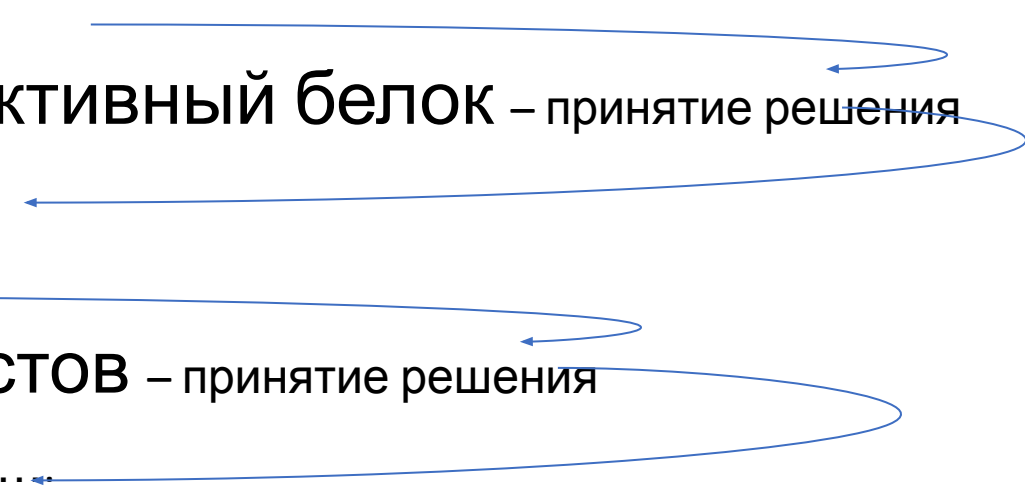 ктивный белок – принятие решения
стов – принятие решения